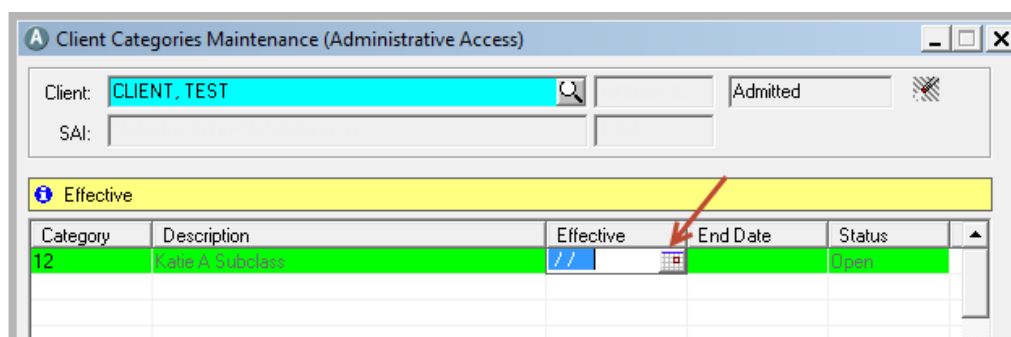 Client Categories Maintenance (Administrative Access)
Client: CLIENT, TEST Admitted
SAI:
Effective
Category Description Effective End Date Status
12 Katie A Subclass / / Open